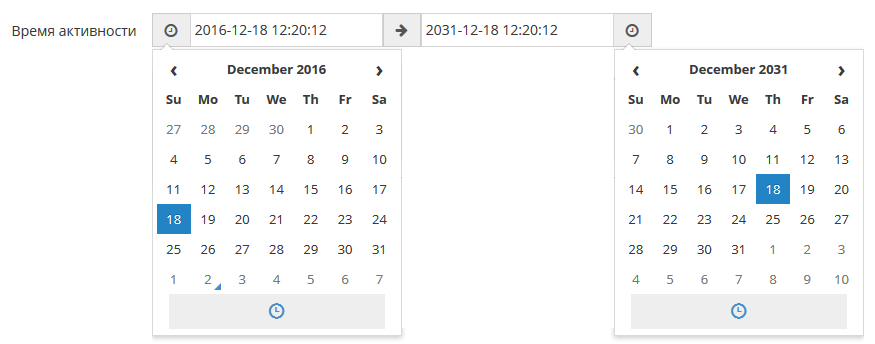 Время активности 2016-12-18 12:20:12 2031-12-18 12:20:12
‹ December 2016 ›
Su Mo Tu We Th Fr Sa
27 28 29 30 1 2 3
4 5 6 7 8 9 10
11 12 13 14 15 16 17
18 19 20 21 22 23 24
25 26 27 28 29 30 31
1 2 3 4 5 6 7
‹ December 2031 ›
Su Mo Tu We Th Fr Sa
30 1 2 3 4 5 6
7 8 9 10 11 12 13
14 15 16 17 18 19 20
21 22 23 24 25 26 27
28 29 30 31 1 2 3
4 5 6 7 8 9 10